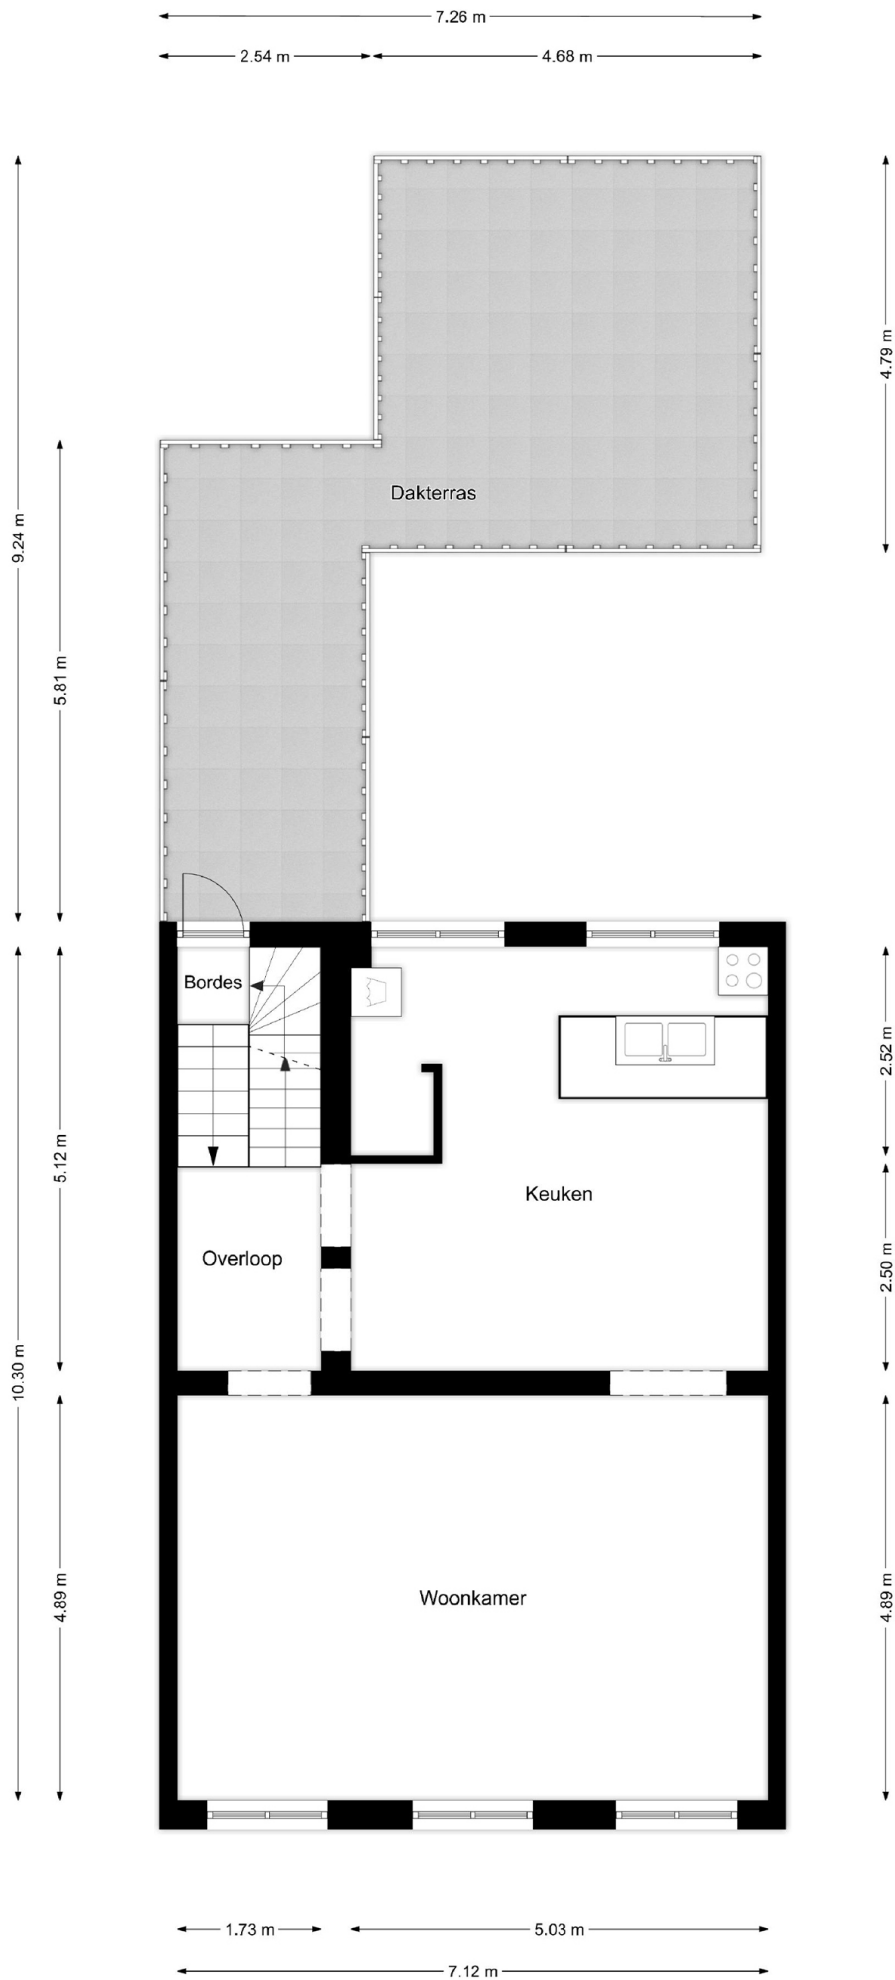 7.26 m
2.54 m
4.68 m
4.79 m
9.24 m
Dakterras
5.81 m
Bordes
2.52 m
5.12 m
Keuken
Overloop
2.50 m
10.30 m
4.89 m
Woonkamer
4.89 m
1.73 m
5.03 m
7.12 m